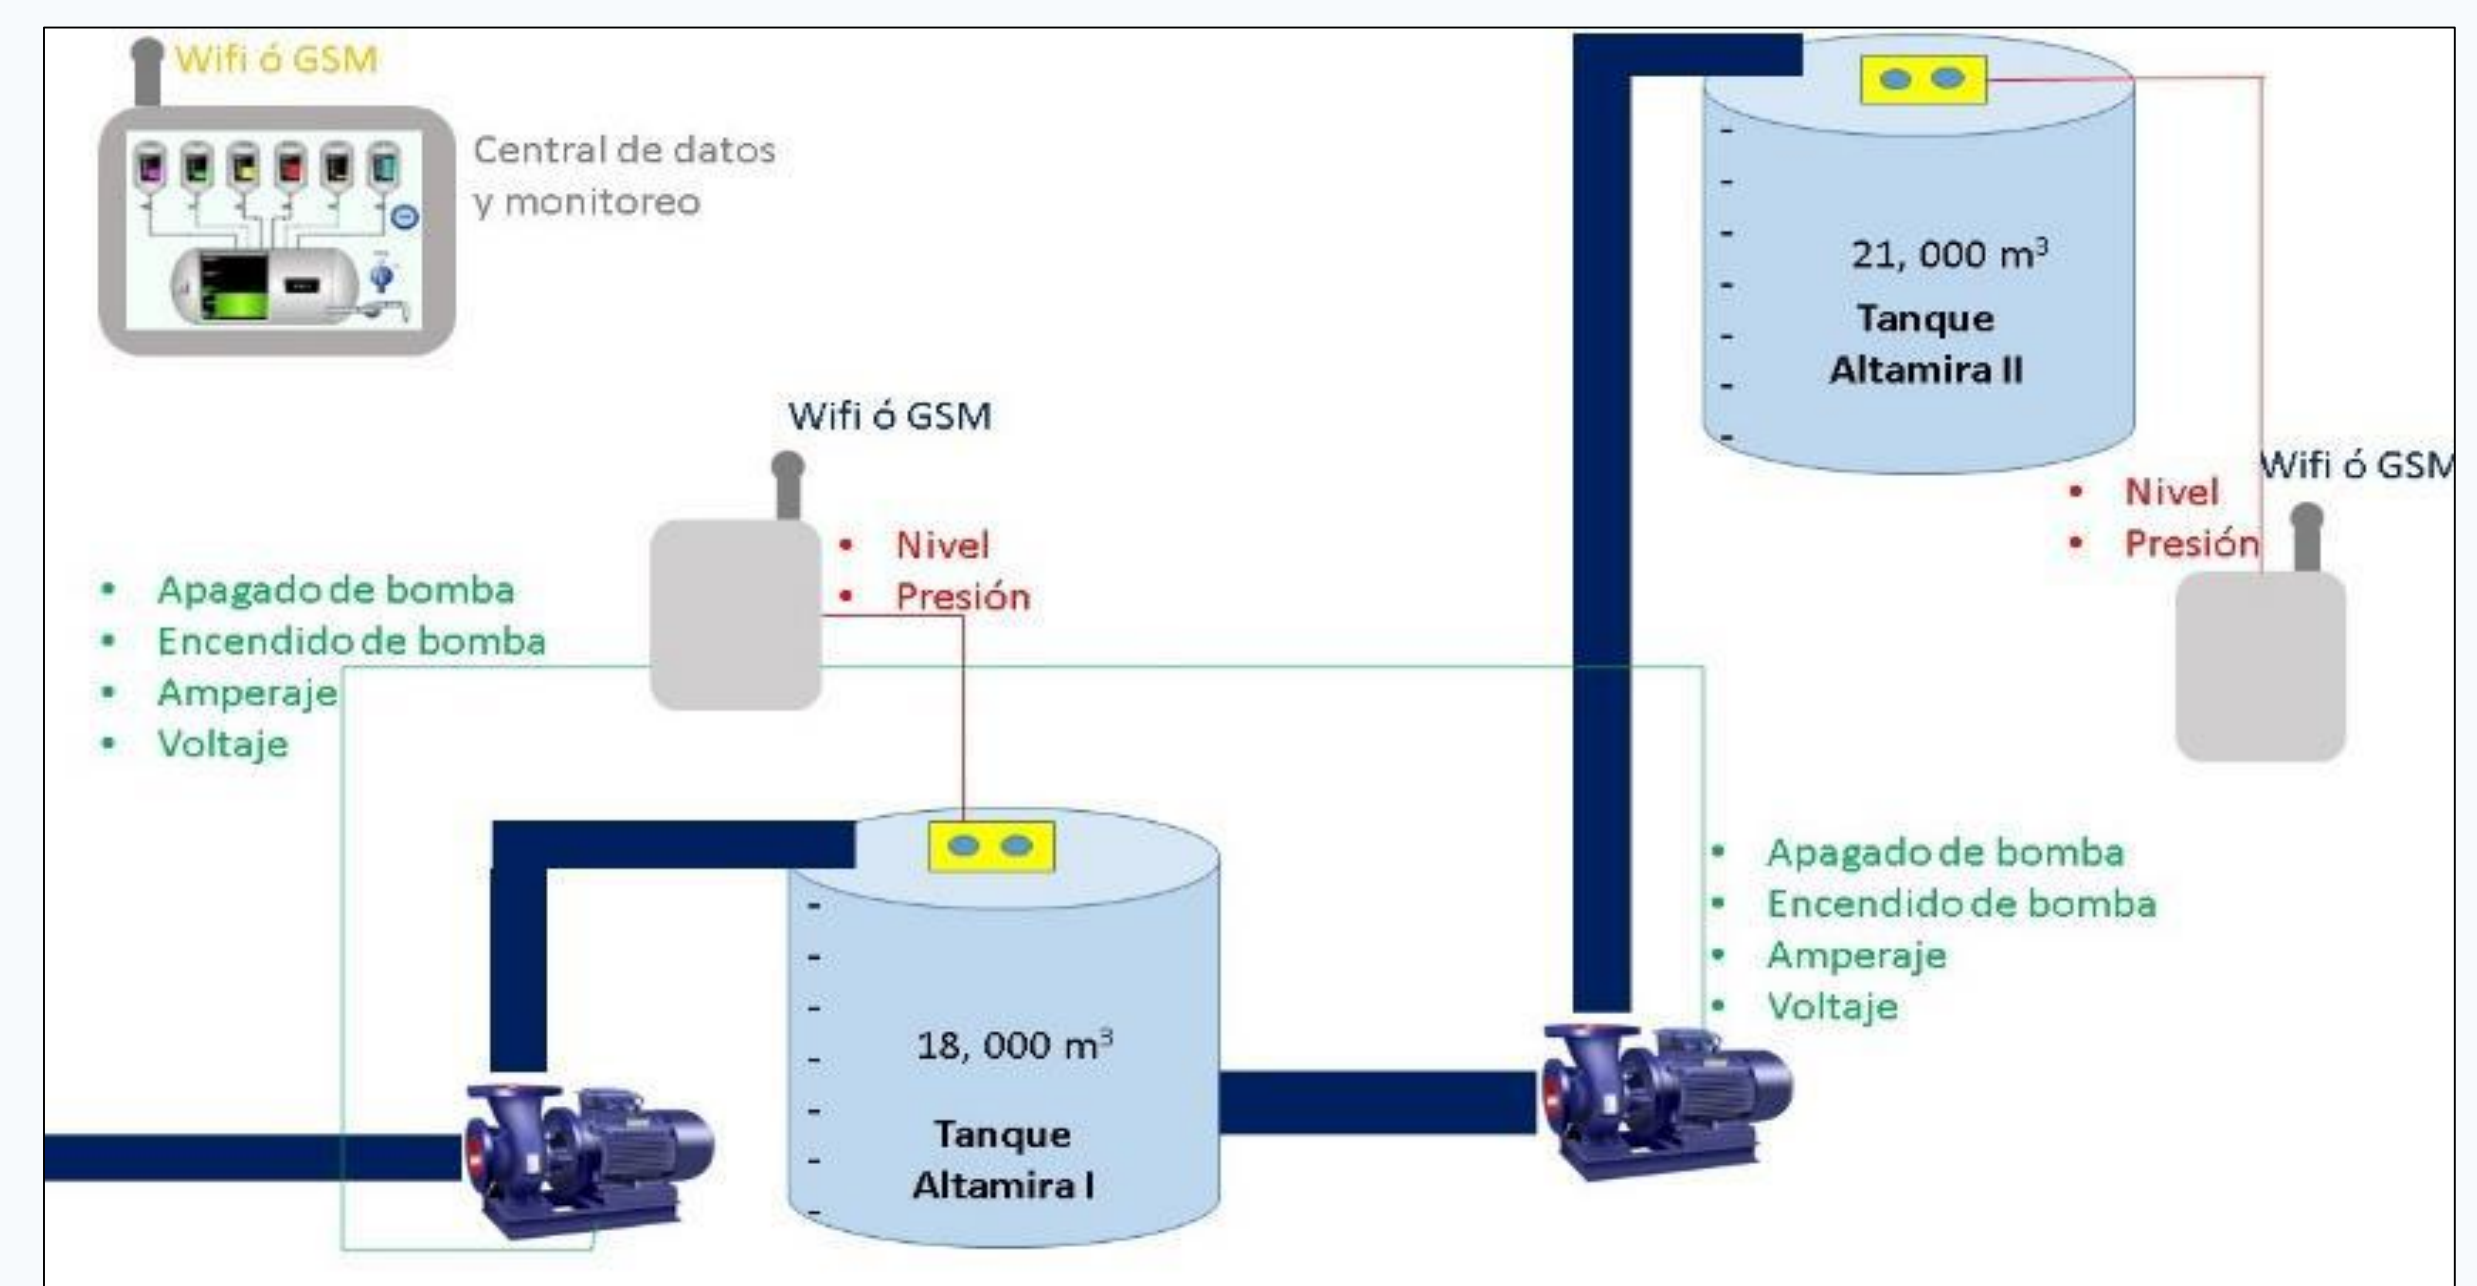 Wifi ó GSM
Central de datos
y monitoreo
21, 000 m³
Tanque
Altamira II
Wifi ó GSM
• Nivel
• Presión
Wifi ó GSM
• Nivel
• Presión
• Apagado de bomba
• Encendido de bomba
• Amperaje
• Voltaje
• Apagado de bomba
• Encendido de bomba
• Amperaje
• Voltaje
18, 000 m³
Tanque
Altamira I